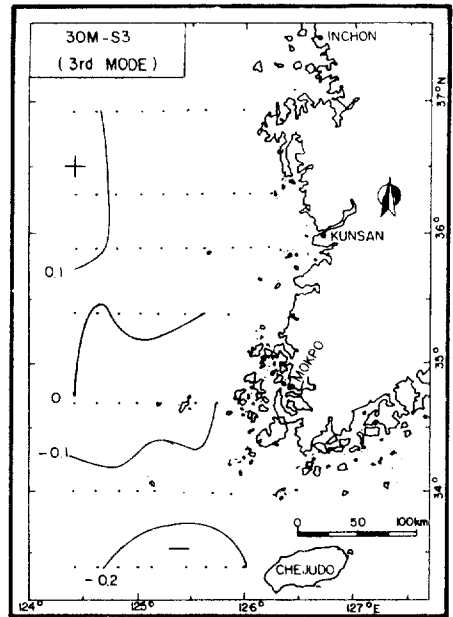 30M-S3
(3rd MODE)
INCHON
37°N
+
KUNSAN
36°
0.1
35°
MOKPO
0
-0.1
34°
0 50 100km
−
CHEJUDO
-0.2
124° 125° 126° 127°E